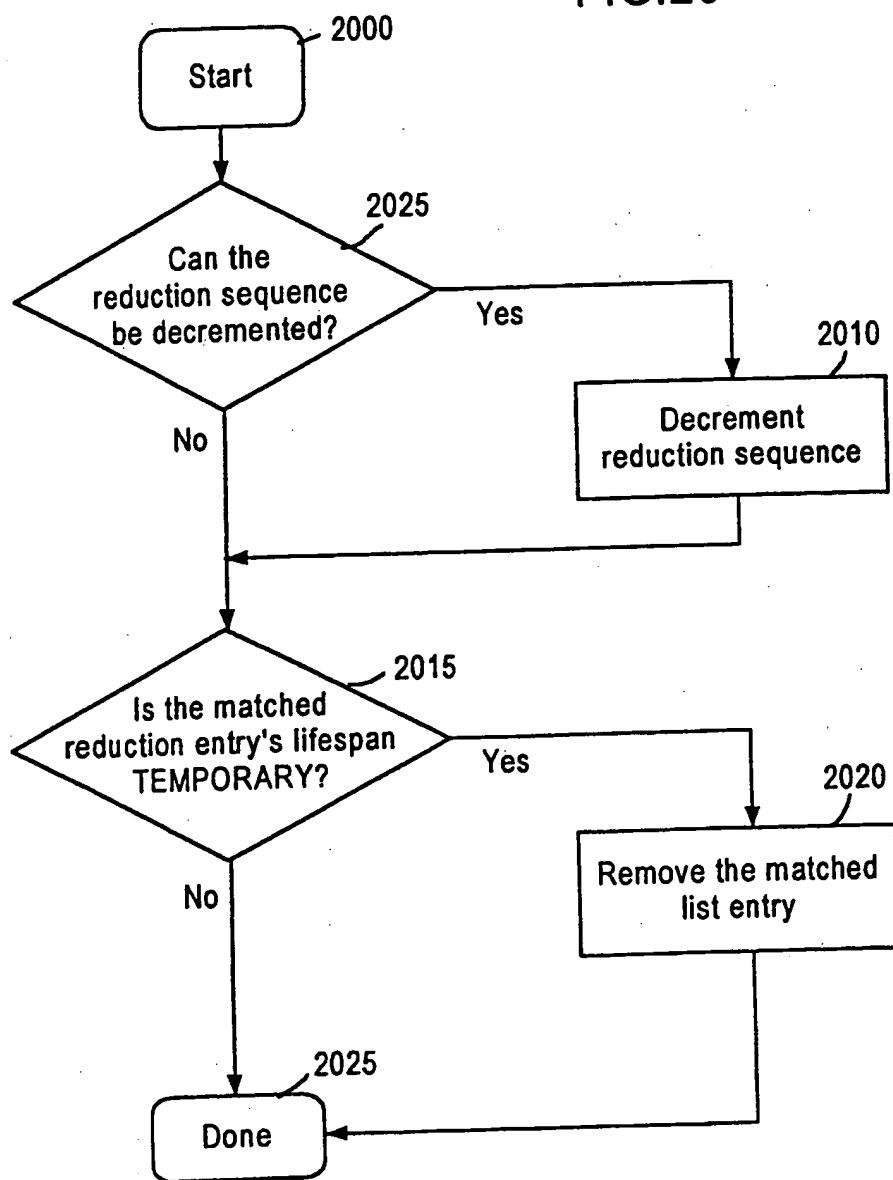 2000
Start
2025
Can the
reduction sequence
be decremented?
Yes
2010
Decrement
reduction sequence
No
2015
Is the matched
reduction entry's lifespan
TEMPORARY?
Yes
2020
Remove the matched
list entry
No
2025
Done